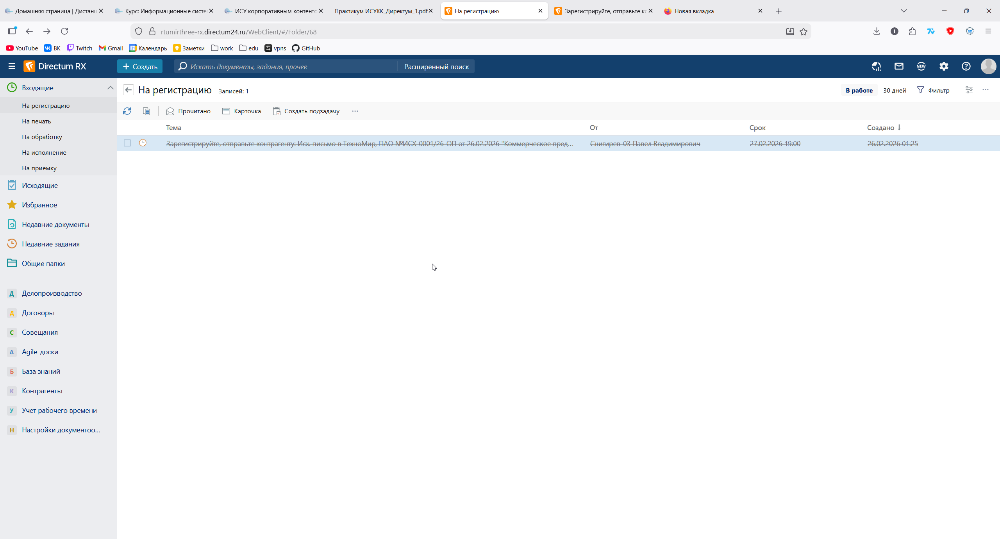 Домашняя страница | Дистанц
Курс: Информационные систе
ИСУ корпоративным контенто
Практикум ИСУКК_Директум_1.pdf
На регистрацию
Зарегистрируйте, отправьте ко
Новая вкладка
rtumirthree-rx.directum24.ru/WebClient/#/Folder/68
YouTube
ВК
Twitch
Gmail
31 Календарь
Заметки
work
edu
vpns
GitHub
Directum RX
Создать
Искать документы, задания, прочее
Расширенный поиск
NEW
Входящие
На регистрацию
На печать
На обработку
На исполнение
На приемку
Исходящие
Избранное
Недавние документы
Недавние задания
Общие папки
Д Делопроизводство
Д Договоры
С Совещания
А Agile-доски
Б База знаний
К Контрагенты
У Учет рабочего времени
Н Настройки документоо...
На регистрацию Записей: 1
В работе 30 дней Фильтр
Прочитано Карточка Создать подзадачу
Тема От Срок Создано
Зарегистрируйте, отправьте контрагенту: Исх. письмо в ТехноМир, ПАО №ИСХ-0001/26-ОП от 26.02.2026 "Коммерческое пред... Снигирев_03 Павел Владимирович 27.02.2026 19:00 26.02.2026 01:25